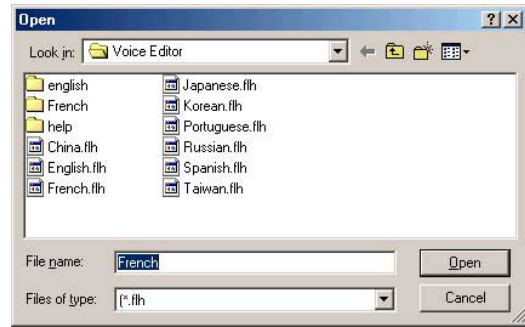 Open
Look in: Voice Editor
english
French
help
China.flh
English.flh
French.flh
Japanese.flh
Korean.flh
Portuguese.flh
Russian.flh
Spanish.flh
Taiwan.flh
File name: French Open
Files of type: (*.flh Cancel